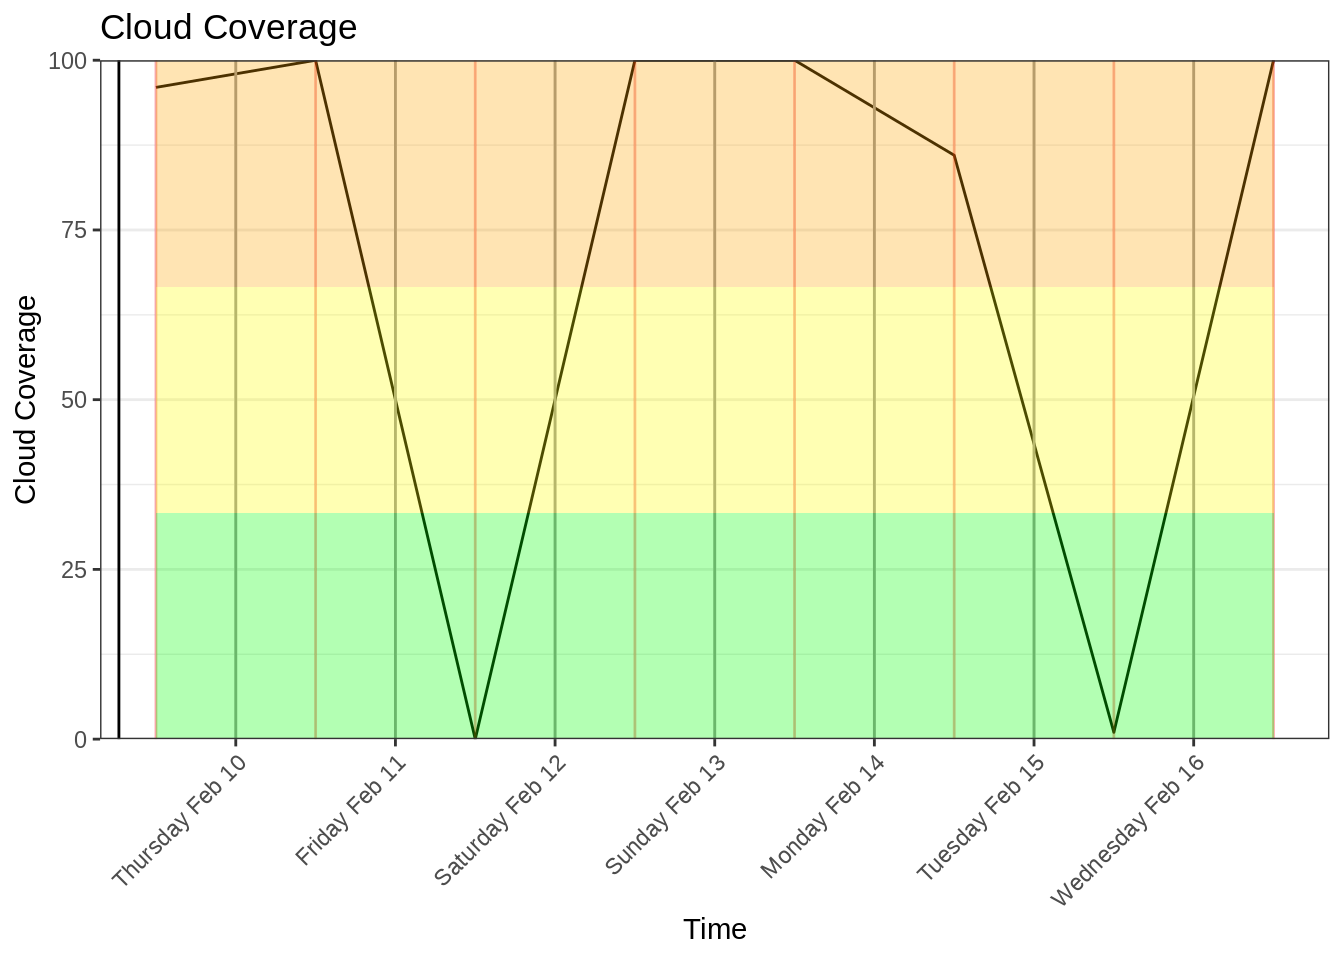 Cloud Coverage
100
75
50
25
0
Cloud Coverage
Thursday Feb 10
Friday Feb 11
Saturday Feb 12
Sunday Feb 13
Monday Feb 14
Tuesday Feb 15
Wednesday Feb 16
Time